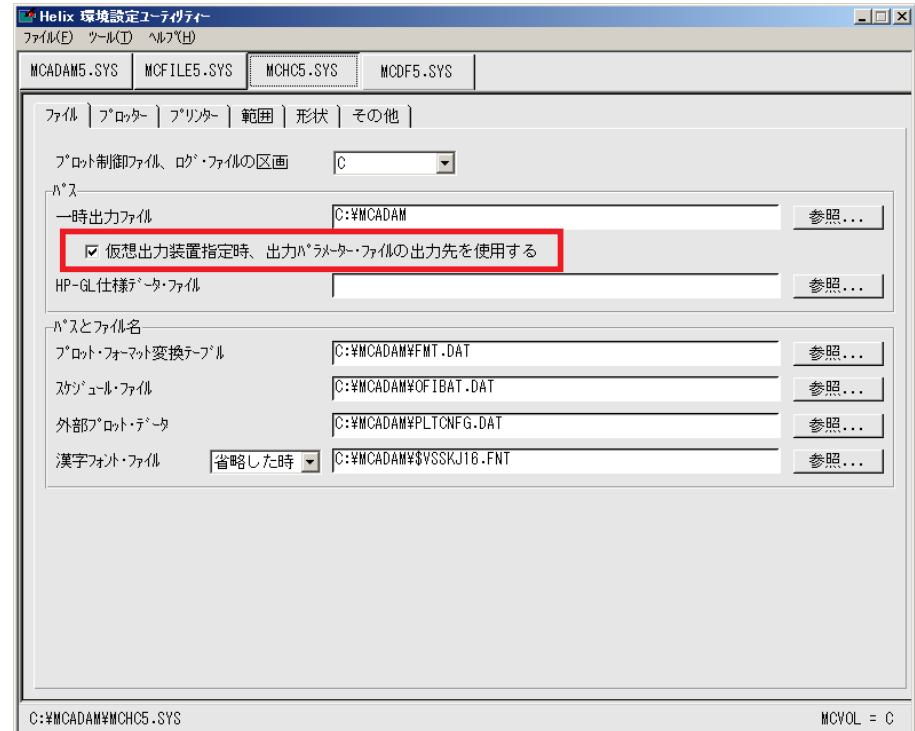 Helix 環境設定ﾕｰﾃｨﾘﾃｨｰ
ﾌｧｲﾙ(F) ﾂｰﾙ(T) ﾍﾙﾌﾟ(H)
MCADAM5.SYS MCFILE5.SYS MCHC5.SYS MCDF5.SYS
ﾌｧｲﾙ ﾌﾟﾛｯﾀｰ ﾌﾟﾘﾝﾀｰ 範囲 形状 その他
ﾌﾟﾛｯﾄ制御ﾌｧｲﾙ、ﾛｸﾞ･ﾌｧｲﾙの区画 C
ﾊﾟｽ
一時出力ﾌｧｲﾙ C:¥MCADAM 参照...
仮想出力装置指定時、出力ﾊﾟﾗﾒｰﾀｰ･ﾌｧｲﾙの出力先を使用する
HP-GL仕様ﾃﾞｰﾀ･ﾌｧｲﾙ 参照...
ﾊﾟｽとﾌｧｲﾙ名
ﾌﾟﾛｯﾄ･ﾌｫｰﾏｯﾄ変換ﾃｰﾌﾞﾙ C:¥MCADAM¥FMT.DAT 参照...
ｽｹｼﾞｭｰﾙ･ﾌｧｲﾙ C:¥MCADAM¥OFIBAT.DAT 参照...
外部ﾌﾟﾛｯﾄ･ﾃﾞｰﾀ C:¥MCADAM¥PLTCNFG.DAT 参照...
漢字ﾌｫﾝﾄ･ﾌｧｲﾙ 省略した時 C:¥MCADAM¥$VSSKJ16.FNT 参照...
C:¥MCADAM¥MCHC5.SYS MCVOL = C